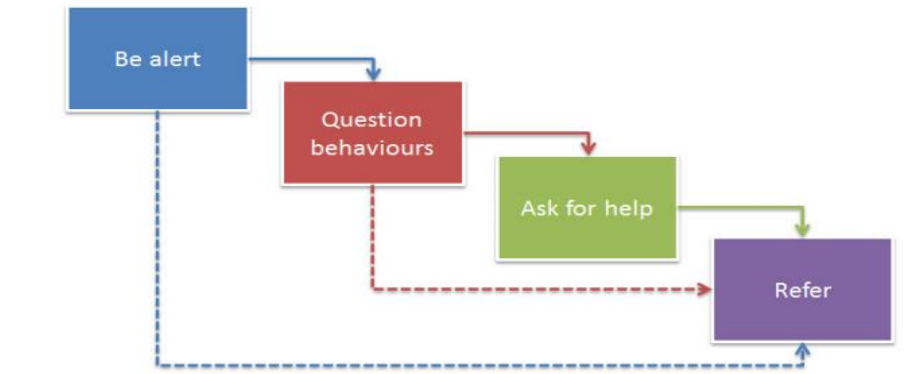 Be alert
Question
behaviours
Ask for help
Refer